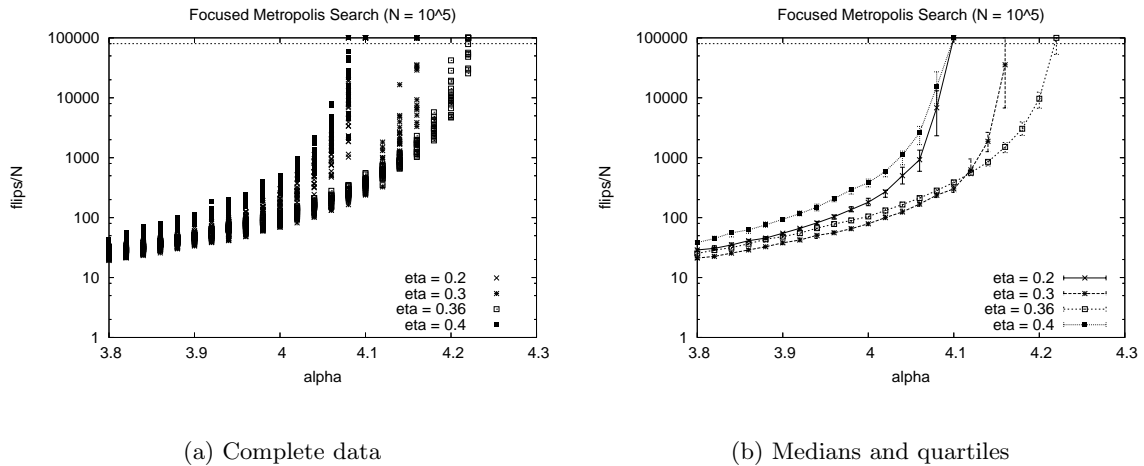 Focused Metropolis Search (N = 10^5)
100000
10000
1000
100
10
1
flips/N
eta = 0.2
eta = 0.3
eta = 0.36
eta = 0.4
3.8
3.9
4
4.1
4.2
4.3
alpha
(a) Complete data
Focused Metropolis Search (N = 10^5)
100000
10000
1000
100
10
1
flips/N
eta = 0.2
eta = 0.3
eta = 0.36
eta = 0.4
3.8
3.9
4
4.1
4.2
4.3
alpha
(b) Medians and quartiles